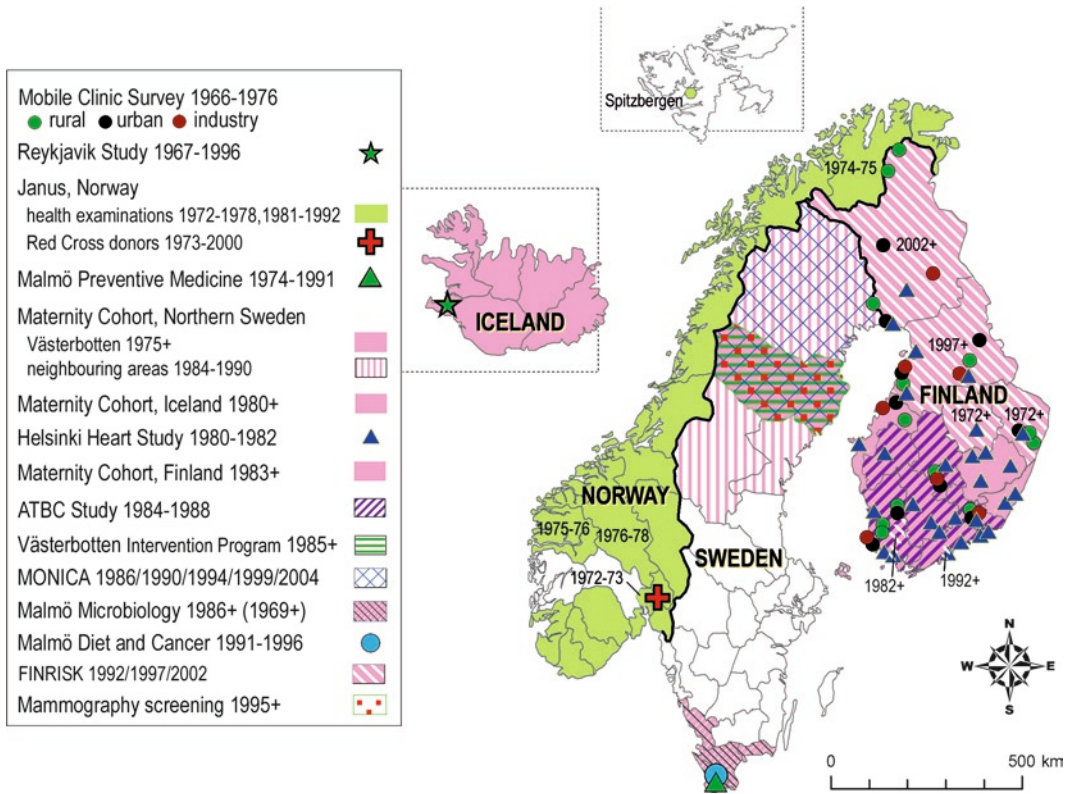 Mobile Clinic Survey 1966-1976
rural urban industry
Reykjavik Study 1967-1996
Janus, Norway
health examinations 1972-1978,1981-1992
Red Cross donors 1973-2000
Malmö Preventive Medicine 1974-1991
Maternity Cohort, Northern Sweden
Västerbotten 1975+
neighbouring areas 1984-1990
Maternity Cohort, Iceland 1980+
Helsinki Heart Study 1980-1982
Maternity Cohort, Finland 1983+
ATBC Study 1984-1988
Västerbotten Intervention Program 1985+
MONICA 1986/1990/1994/1999/2004
Malmö Microbiology 1986+ (1969+)
Malmö Diet and Cancer 1991-1996
FINRISK 1992/1997/2002
Mammography screening 1995+
Spitzbergen
ICELAND
1974-75
2002+
1997+
FINLAND
1972+
1972+
NORWAY
1975-76
1976-78
1972-73
SWEDEN
1982+
1992+
N
W E
S
0 500 km